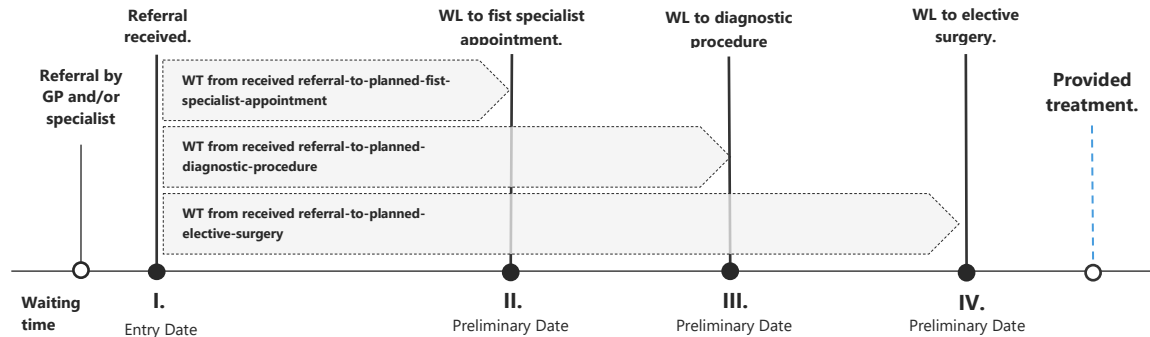 Referral
received.
WL to fist specialist
appointment.
WL to diagnostic
procedure
WL to elective
surgery.
Referral by
GP and/or
specialist
WT from received referral-to-planned-fist-
specialist-appointment
Provided
treatment.
WT from received referral-to-planned-
diagnostic-procedure
WT from received referral-to-planned-
elective-surgery
Waiting
time
I.
Entry Date
II.
Preliminary Date
III.
Preliminary Date
IV.
Preliminary Date